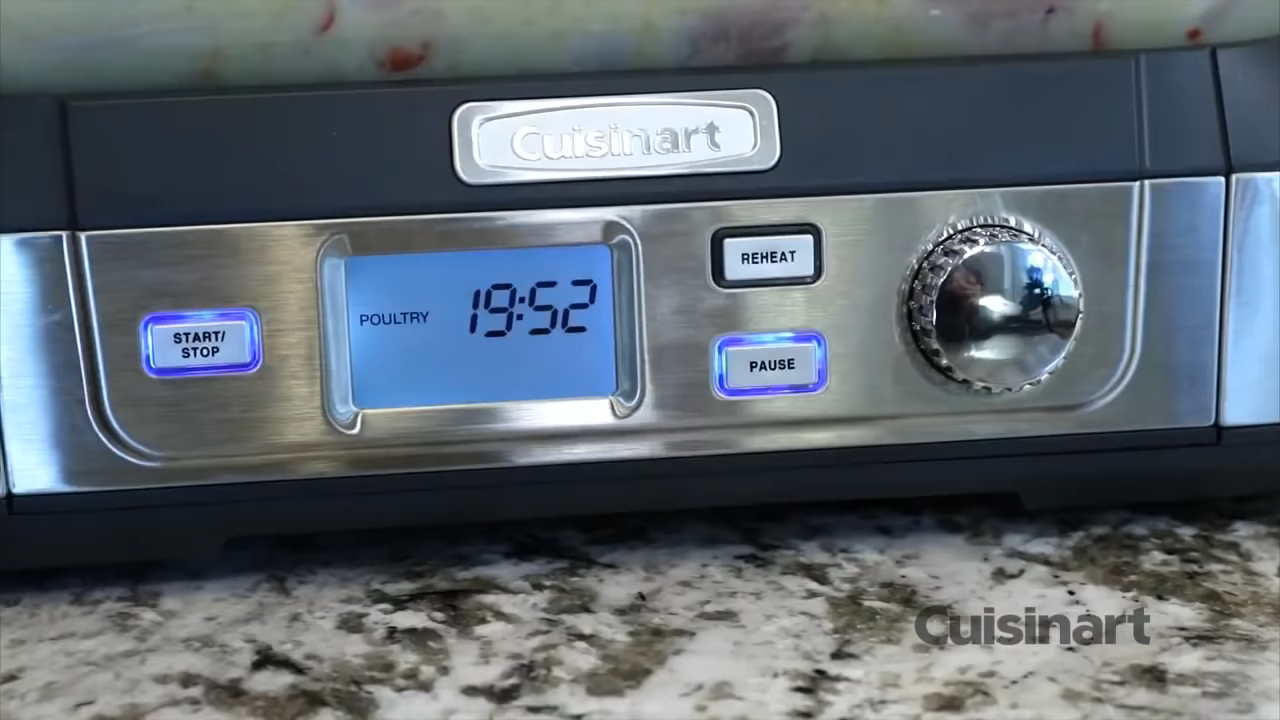 Cuisinart
START/
STOP
POULTRY 19:52
REHEAT
PAUSE
Cuisinart